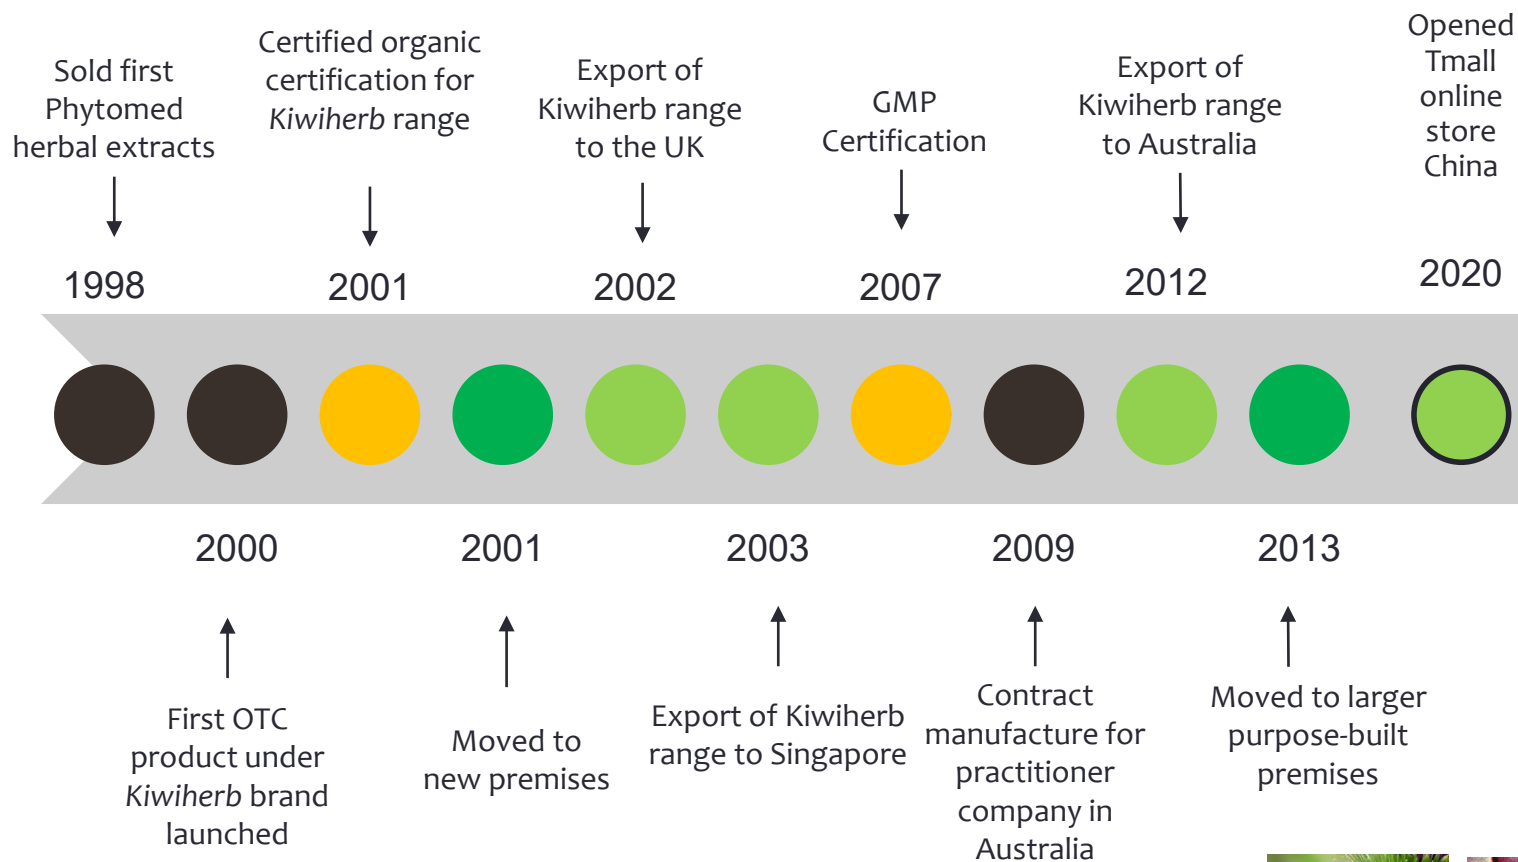 Sold first
Phytomed
herbal extracts
Certified organic
certification for
Kiwiherb range
Export of
Kiwiherb range
to the UK
GMP
Certification
Export of
Kiwiherb range
to Australia
Opened
Tmall
online
store
China
1998
2001
2002
2007
2012
2020
2000
2001
2003
2009
2013
First OTC
product under
Kiwiherb brand
launched
Moved to
new premises
Export of Kiwiherb
range to Singapore
Contract
manufacture for
practitioner
company in
Australia
Moved to larger
purpose-built
premises